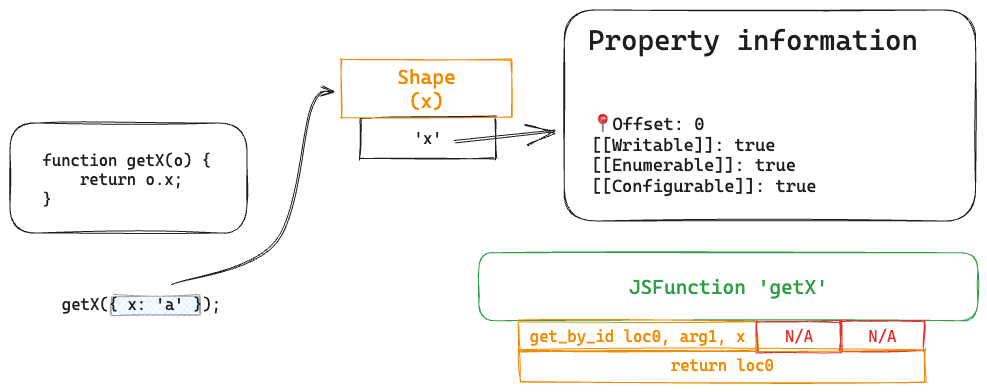 Property information
Shape
(x)
'x'
📍Offset: 0
[[Writable]]: true
[[Enumerable]]: true
[[Configurable]]: true
function getX(o) {
    return o.x;
}
getX({ x: 'a' });
JSFunction 'getX'
get_by_id loc0, arg1, x
N/A
N/A
return loc0